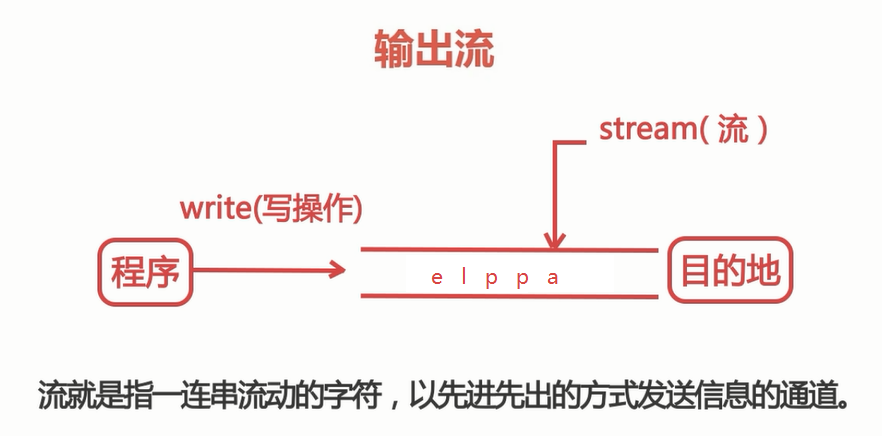 输出流
stream( 流 )
write(写操作)
程序
e l p p a
目的地
流就是指一连串流动的字符，以先进先出的方式发送信息的通道。